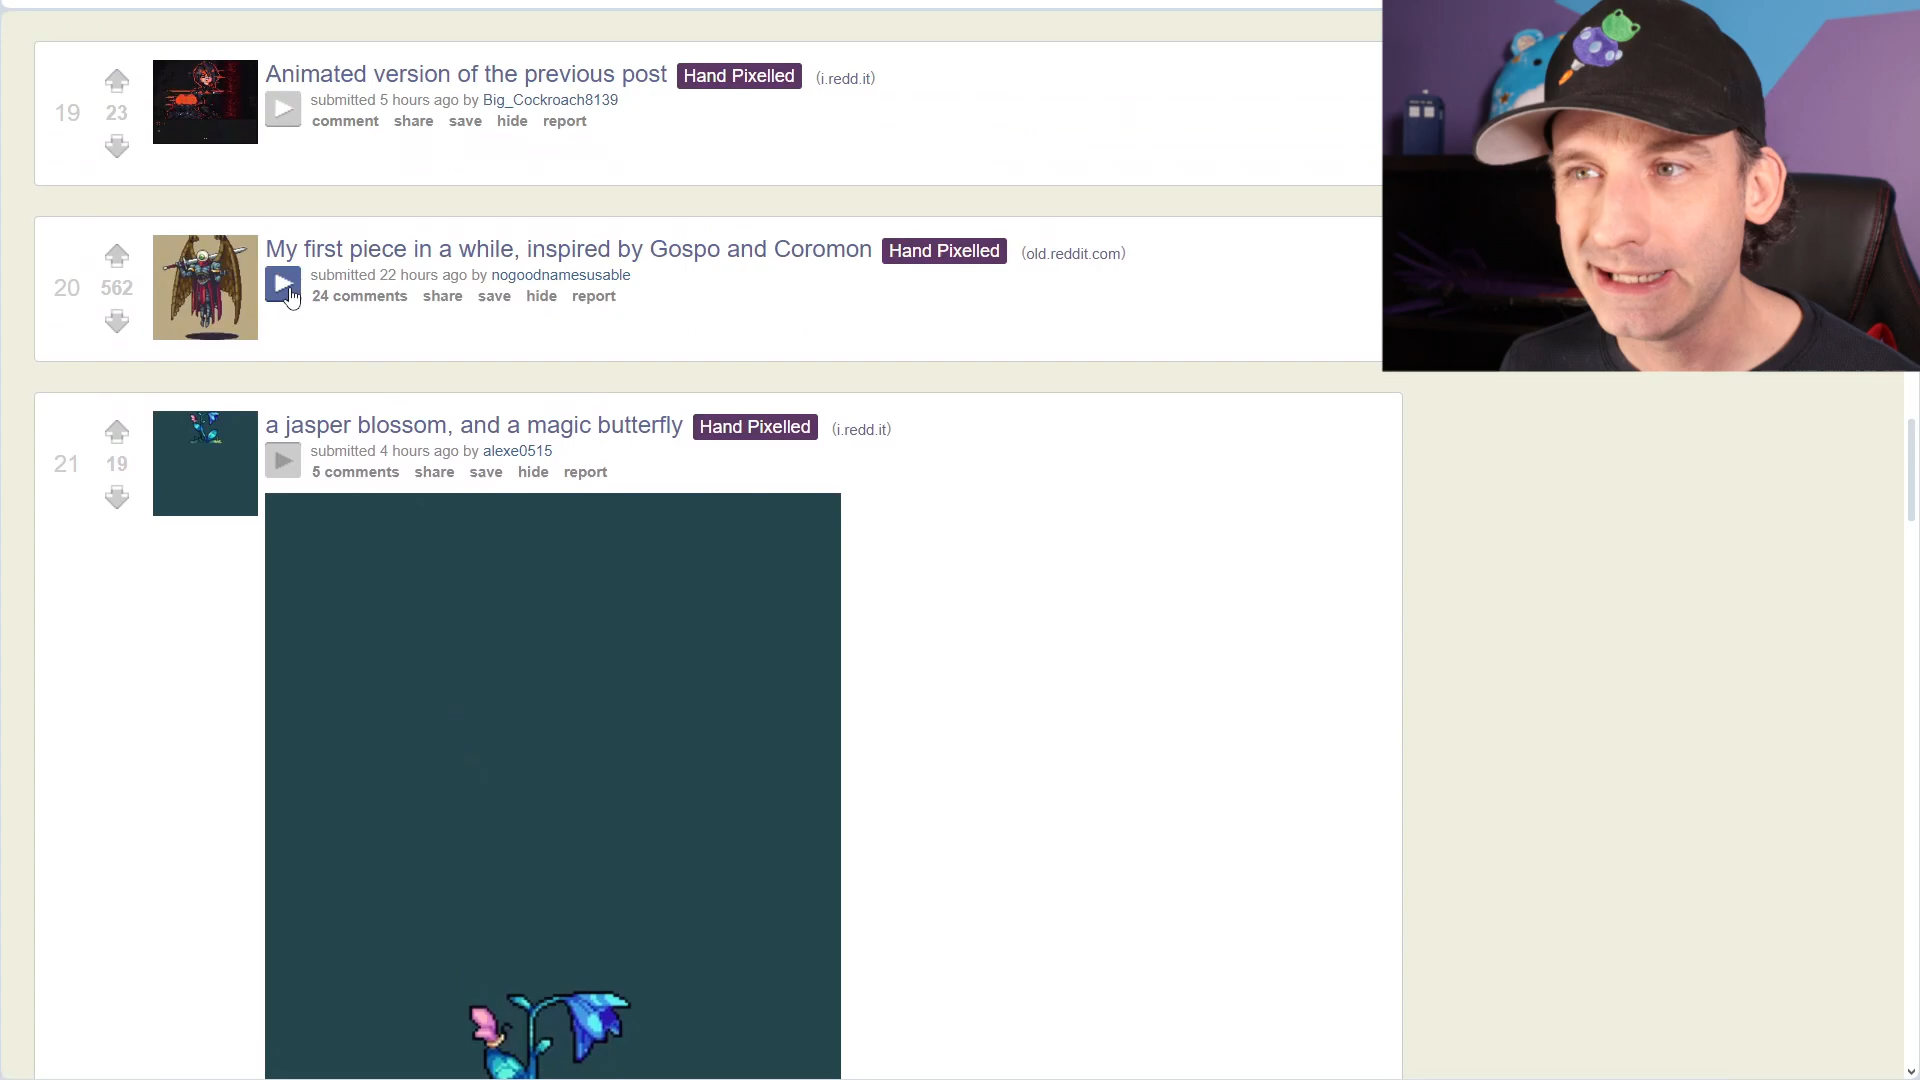 19
23
Animated version of the previous post Hand Pixelled (i.redd.it)
submitted 5 hours ago by Big_Cockroach8139
comment share save hide report
20
562
My first piece in a while, inspired by Gospo and Coromon Hand Pixelled (old.reddit.com)
submitted 22 hours ago by nogoodnamesusable
24 comments share save hide report
21
19
a jasper blossom, and a magic butterfly Hand Pixelled (i.redd.it)
submitted 4 hours ago by alexe0515
5 comments share save hide report